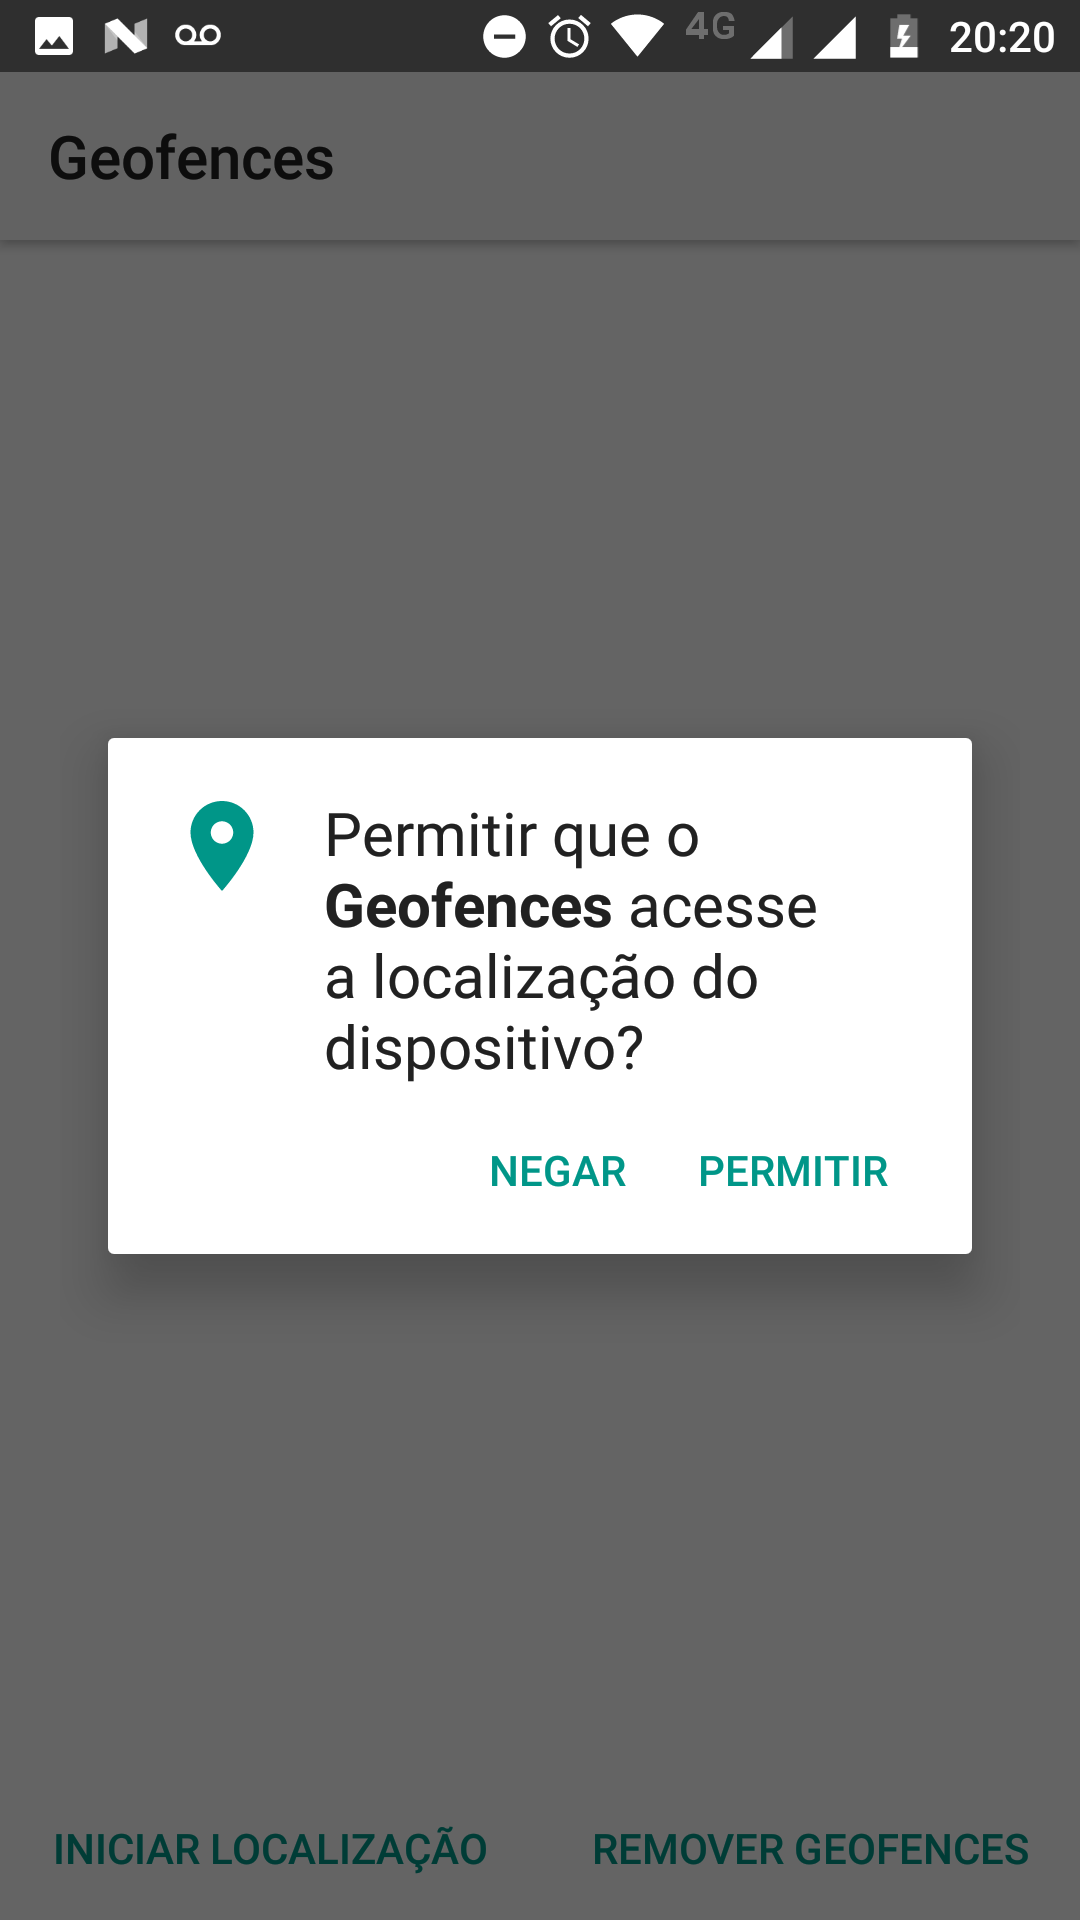 4G 20:20
Geofences
Permitir que o
Geofences acesse
a localização do
dispositivo?
NEGAR PERMITIR
INICIAR LOCALIZAÇÃO REMOVER GEOFENCES